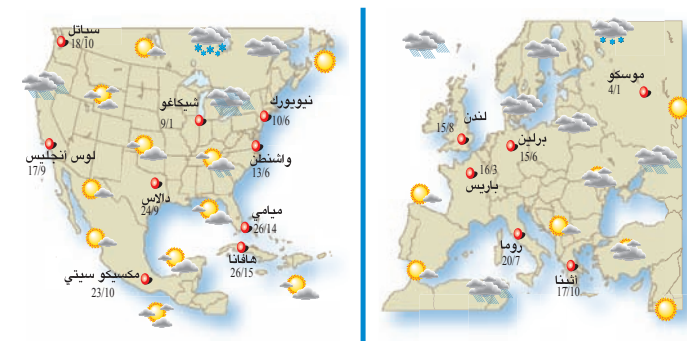 سياتل
18/10
شيكاغو
9/1
نيويورك
10/6
لوس أنجليس
17/9
واشنطن
13/6
دالاس
24/9
ميامي
26/14
هافانا
26/15
مكسيكو سيتي
23/10
موسكو
4/1
لندن
15/8
برلين
15/6
16/3
باريس
روما
20/7
أثينا
17/10